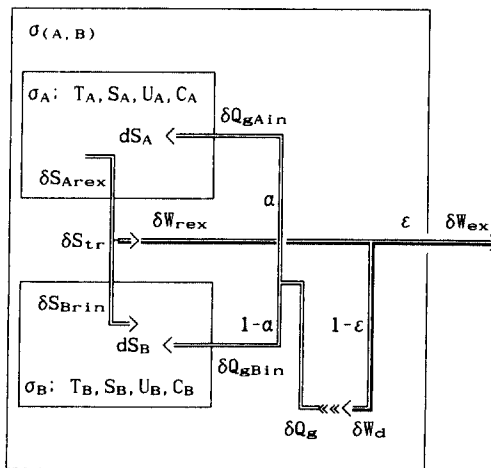 σ(A,B)
σA; TA,SA,UA,CA
δQgAin
dSA
δSArex
α
δWrex
ε
δWex
δStr
δSBrin
1-α
1-ε
dSB
δQgBin
σB; TB,SB,UB,CB
δQg
δWd